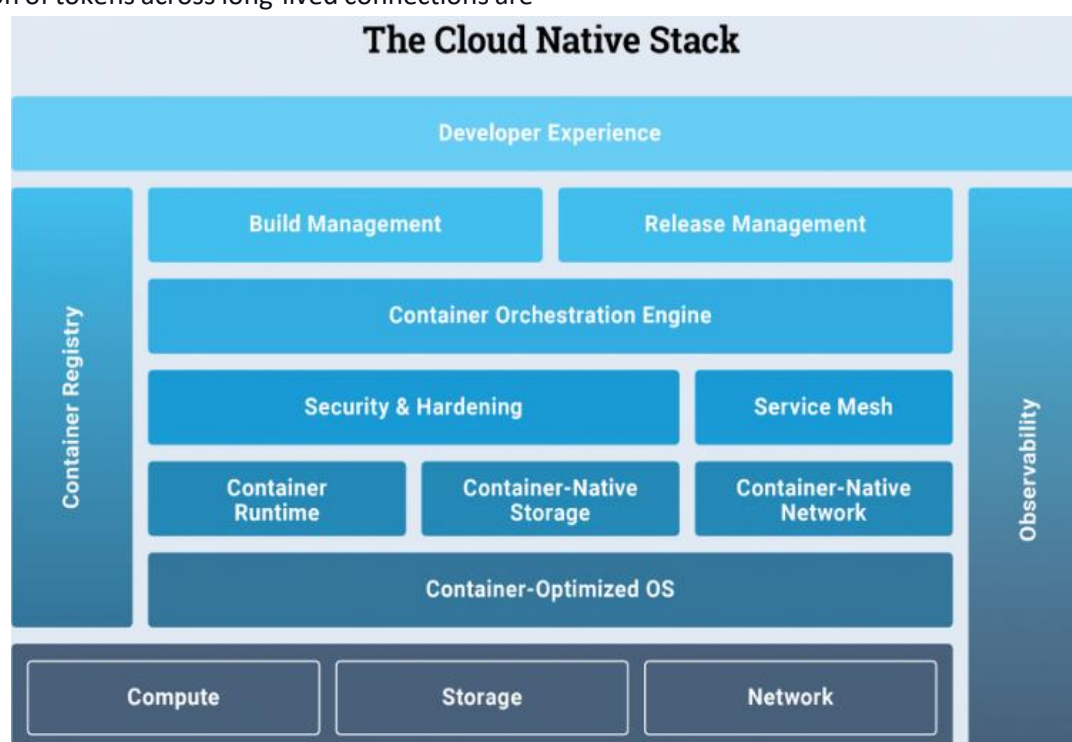 of tokens across long-lived connections are
The Cloud Native Stack
Developer Experience
Build Management
Release Management
Container Orchestration Engine
Container Registry
Security & Hardening
Service Mesh
Observability
Container
Runtime
Container-Native
Storage
Container-Native
Network
Container-Optimized OS
Compute
Storage
Network